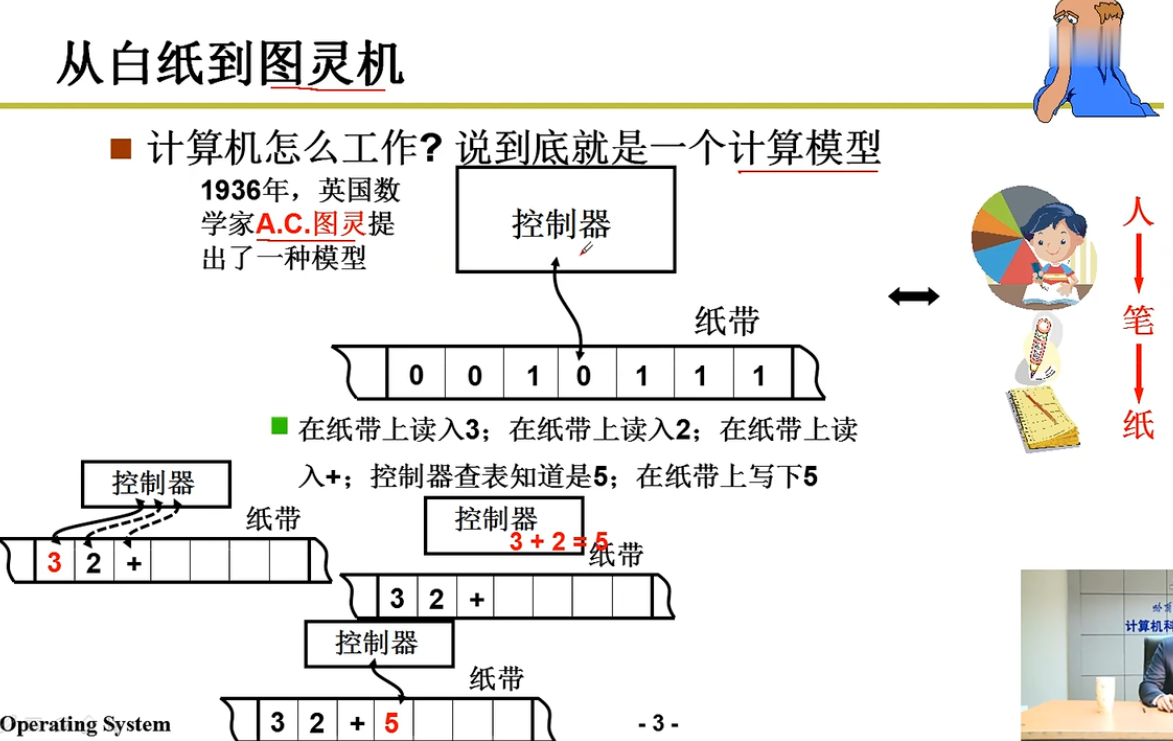 从白纸到图灵机
计算机怎么工作? 说到底就是一个计算模型
1936年，英国数
学家A.C.图灵提
出了一种模型
控制器
纸带
0 0 1 0 1 1 1
人
笔
纸
在纸带上读入3；在纸带上读入2；在纸带上读
入+；控制器查表知道是5；在纸带上写下5
控制器
纸带
3 2 +
控制器
3 + 2 = 5
纸带
3 2 +
控制器
纸带
3 2 + 5
计算机科
Operating System
- 3 -